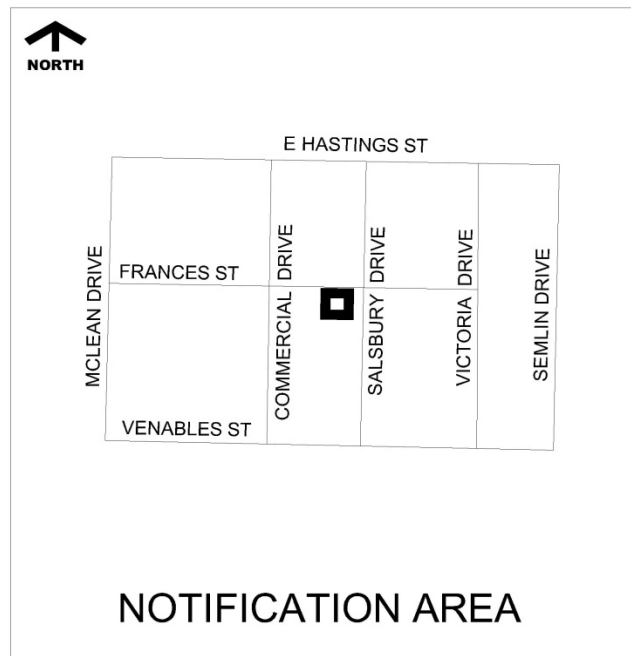 NORTH
E HASTINGS ST
MCLEAN DRIVE
FRANCES ST
COMMERCIAL DRIVE
SALSBURY DRIVE
VICTORIA DRIVE
SEMLIN DRIVE
VENABLES ST
NOTIFICATION AREA